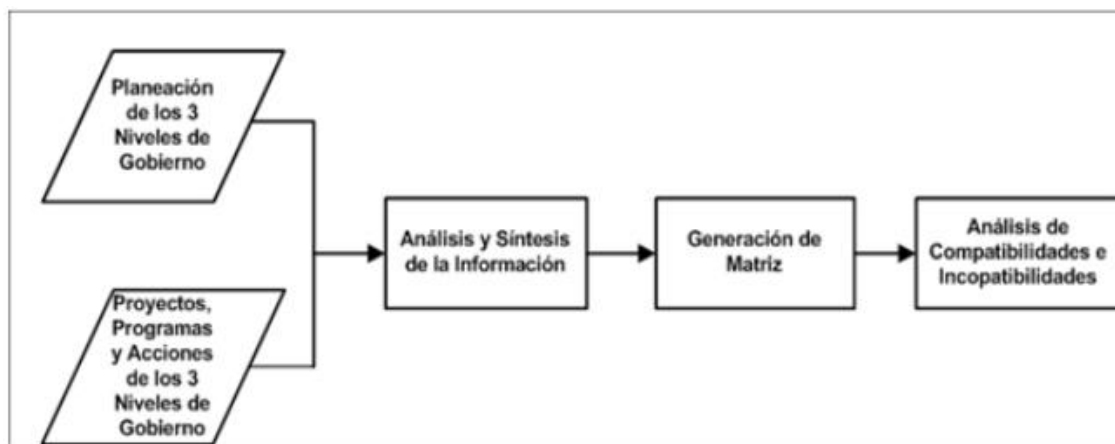 Planeación
de los 3
Niveles de
Gobierno
Proyectos,
Programas
y Acciones
de los 3
Niveles de
Gobierno
Análisis y Síntesis
de la Información
Generación de
Matriz
Análisis de
Compatibilidades e
Incopatibilidades